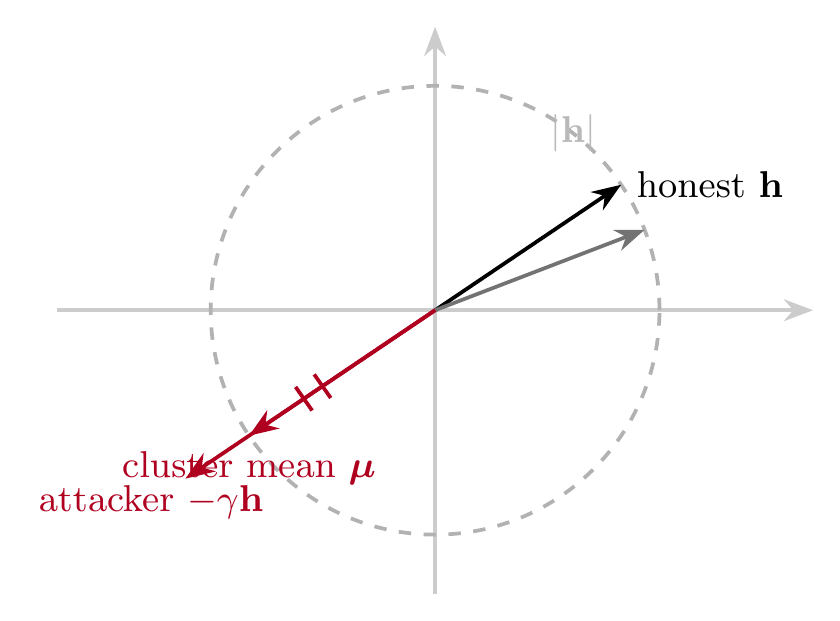 |h|
honest h
cluster mean μ
attacker −γh